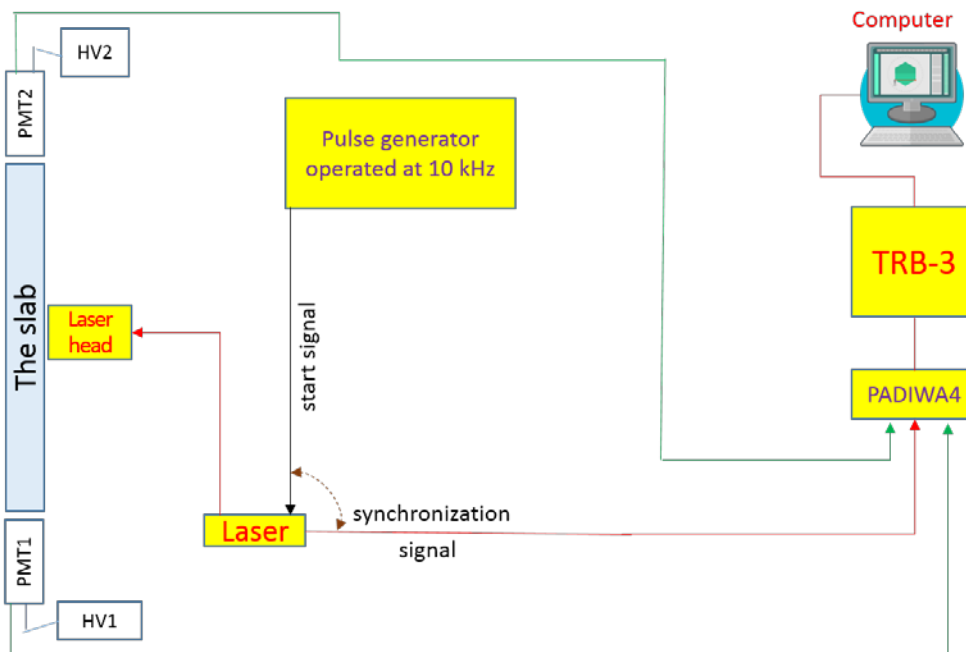 Computer
HV2
PMT2
Pulse generator
operated at 10 kHz
TRB-3
The slab
Laser
head
start signal
PADIWA4
Laser
synchronization
signal
PMT1
HV1